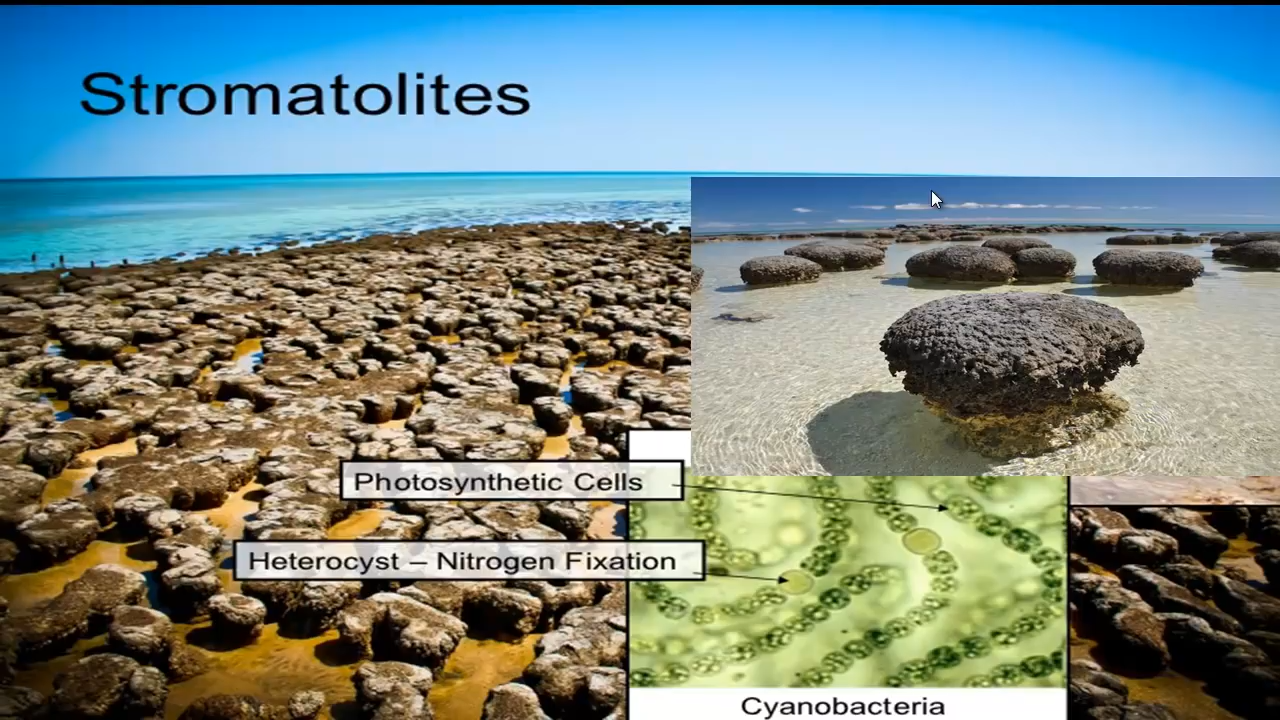 Stromatolites
Photosynthetic Cells
Heterocyst – Nitrogen Fixation
Cyanobacteria